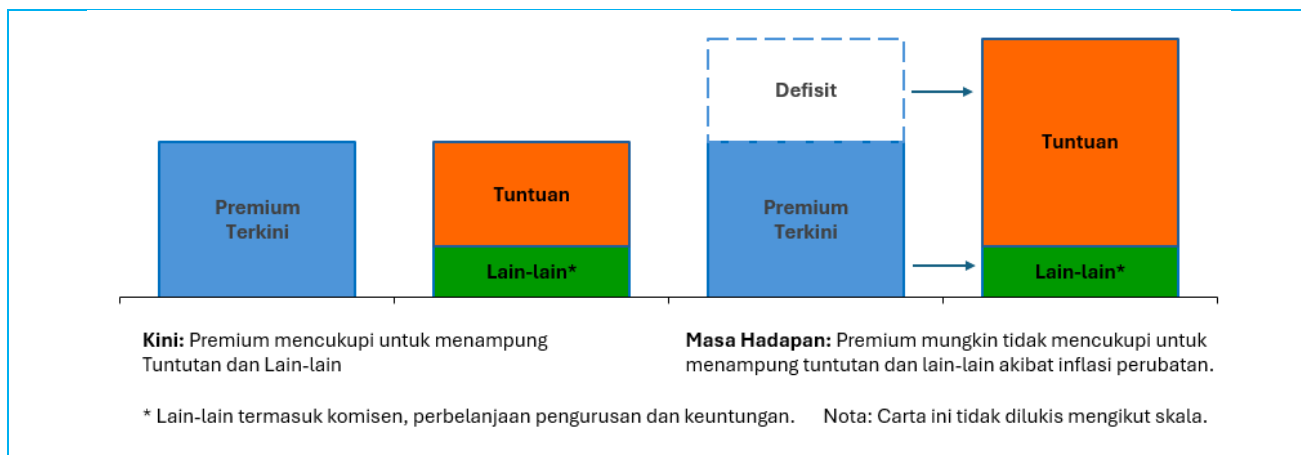 Defisit
Tuntuan
Premium
Terkini
Tuntuan
Premium
Terkini
Lain-lain*
Lain-lain*
Kini: Premium mencukupi untuk menampung
Tuntutan dan Lain-lain
Masa Hadapan: Premium mungkin tidak mencukupi untuk
menampung tuntutan dan lain-lain akibat inflasi perubatan.
* Lain-lain termasuk komisen, perbelanjaan pengurusan dan keuntungan.
Nota: Carta ini tidak dilukis mengikut skala.